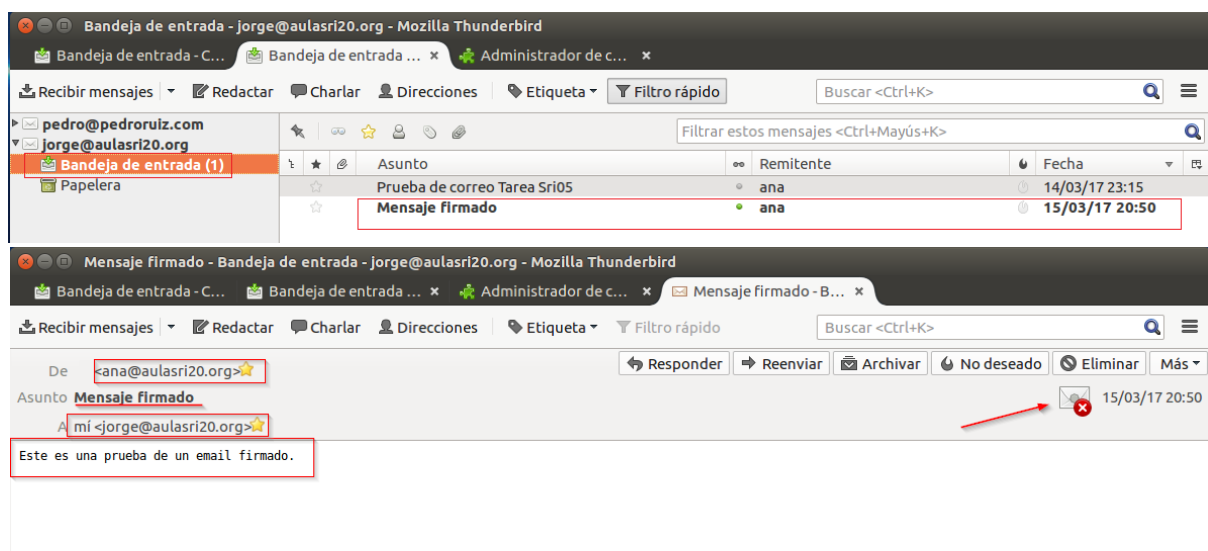 Bandeja de entrada - jorge@aulasri20.org - Mozilla Thunderbird
Bandeja de entrada - C... Bandeja de entrada ... × Administrador de c... ×
Recibir mensajes Redactar Charlar Direcciones Etiqueta Filtro rápido Buscar <Ctrl+K>
pedro@pedroruiz.com Filtrar estos mensajes <Ctrl+Mayús+K>
jorge@aulasri20.org
Bandeja de entrada (1) Asunto Remitente Fecha
Papelera Prueba de correo Tarea Sri05 ana 14/03/17 23:15
Mensaje firmado ana 15/03/17 20:50
Mensaje firmado - Bandeja de entrada - jorge@aulasri20.org - Mozilla Thunderbird
Bandeja de entrada - C... Bandeja de entrada ... × Administrador de c... × Mensaje firmado - B... ×
Recibir mensajes Redactar Charlar Direcciones Etiqueta Filtro rápido Buscar <Ctrl+K>
De <ana@aulasri20.org> Responder Reenviar Archivar No deseado Eliminar Más
Asunto Mensaje firmado 15/03/17 20:50
A mí <jorge@aulasri20.org>
Este es una prueba de un email firmado.